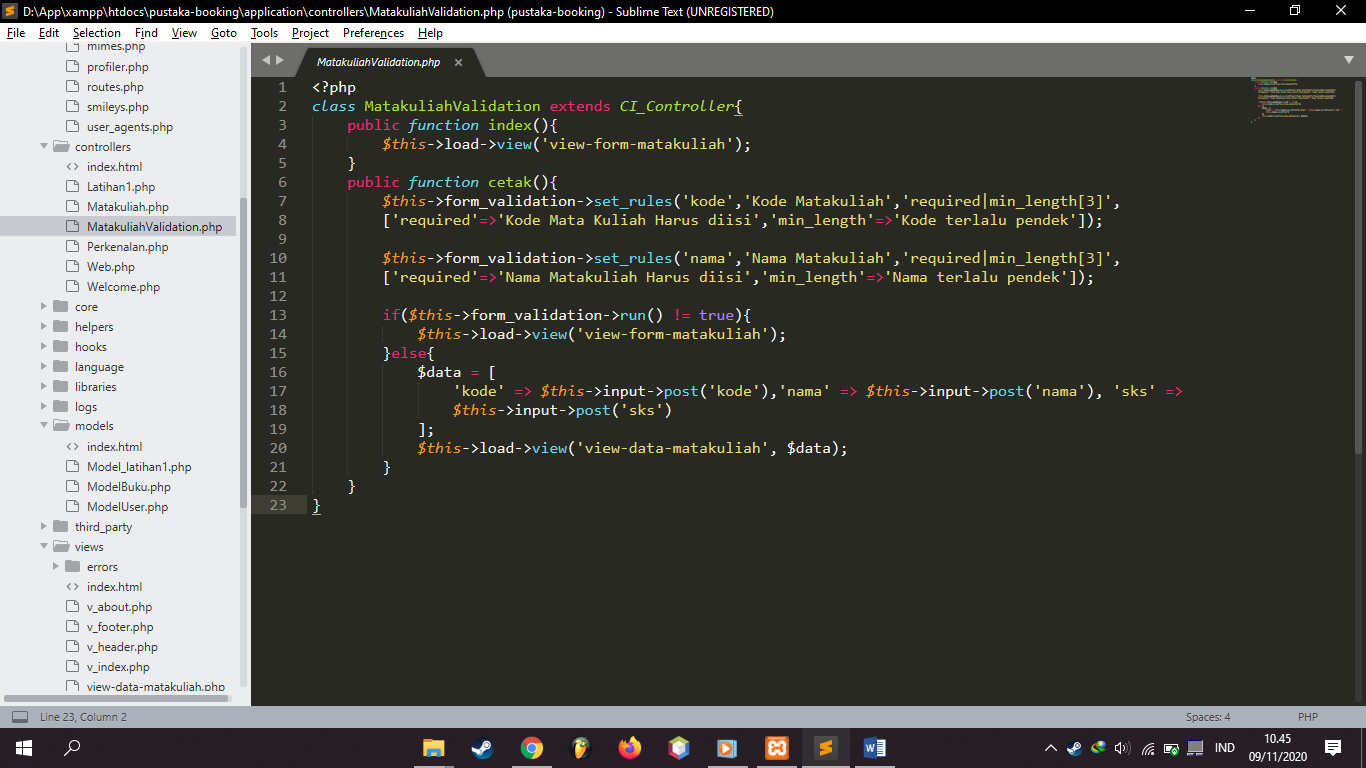 D:\App\xampp\htdocs\pustaka-booking\application\controllers\MatakuliahValidation.php (pustaka-booking) - Sublime Text (UNREGISTERED)
File Edit Selection Find View Goto Tools Project Preferences Help
mimes.php
profiler.php
routes.php
smileys.php
user_agents.php
controllers
index.html
Latihan1.php
Matakuliah.php
MatakuliahValidation.php
Perkenalan.php
Web.php
Welcome.php
core
helpers
hooks
language
libraries
logs
models
index.html
Model_latihan1.php
ModelBuku.php
ModelUser.php
third_party
views
errors
index.html
v_about.php
v_footer.php
v_header.php
v_index.php
view-data-matakuliah.php
MatakuliahValidation.php
1 <?php
2 class MatakuliahValidation extends CI_Controller{
3 public function index(){
4 $this->load->view('view-form-matakuliah');
5 }
6 public function cetak(){
7 $this->form_validation->set_rules('kode','Kode Matakuliah','required|min_length[3]',
8 ['required'=>'Kode Mata Kuliah Harus diisi','min_length'=>'Kode terlalu pendek']);
9
10 $this->form_validation->set_rules('nama','Nama Matakuliah','required|min_length[3]',
11 ['required'=>'Nama Matakuliah Harus diisi','min_length'=>'Nama terlalu pendek']);
12
13 if($this->form_validation->run() != true){
14 $this->load->view('view-form-matakuliah');
15 }else{
16 $data = [
17 'kode' => $this->input->post('kode'),'nama' => $this->input->post('nama'), 'sks' =>
18 $this->input->post('sks')
19 ];
20 $this->load->view('view-data-matakuliah', $data);
21 }
22 }
23 }
Line 23, Column 2
Spaces: 4
PHP
IND
10.45
09/11/2020